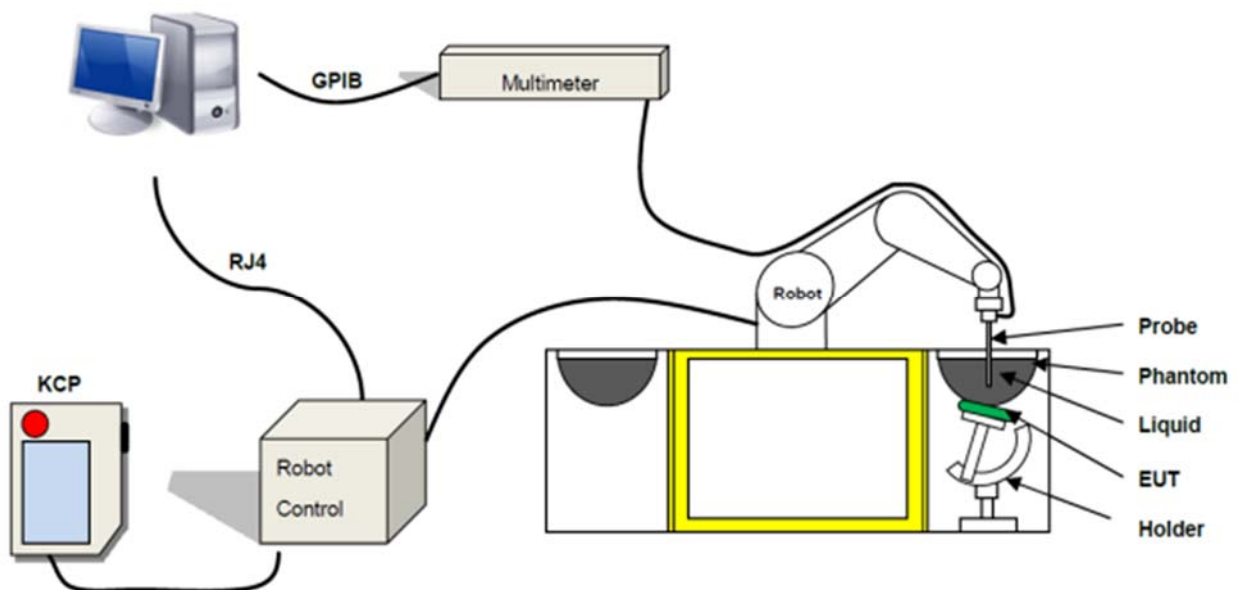 GPIB
Multimeter
RJ4
Robot
Probe
Phantom
KCP
Liquid
Robot
Control
EUT
Holder